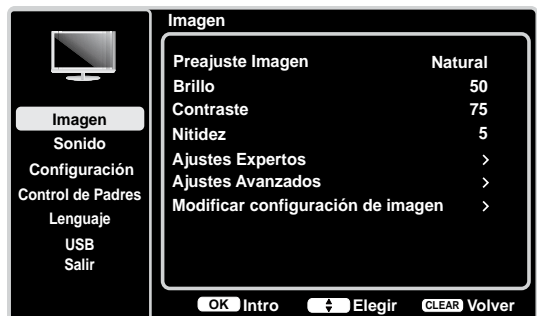 Imagen
Preajuste Imagen Natural
Brillo 50
Contraste 75
Nitidez 5
Ajustes Expertos >
Ajustes Avanzados >
Modificar configuración de imagen >
Imagen
Sonido
Configuración
Control de Padres
Lenguaje
USB
Salir
OK Intro Elegir CLEAR Volver